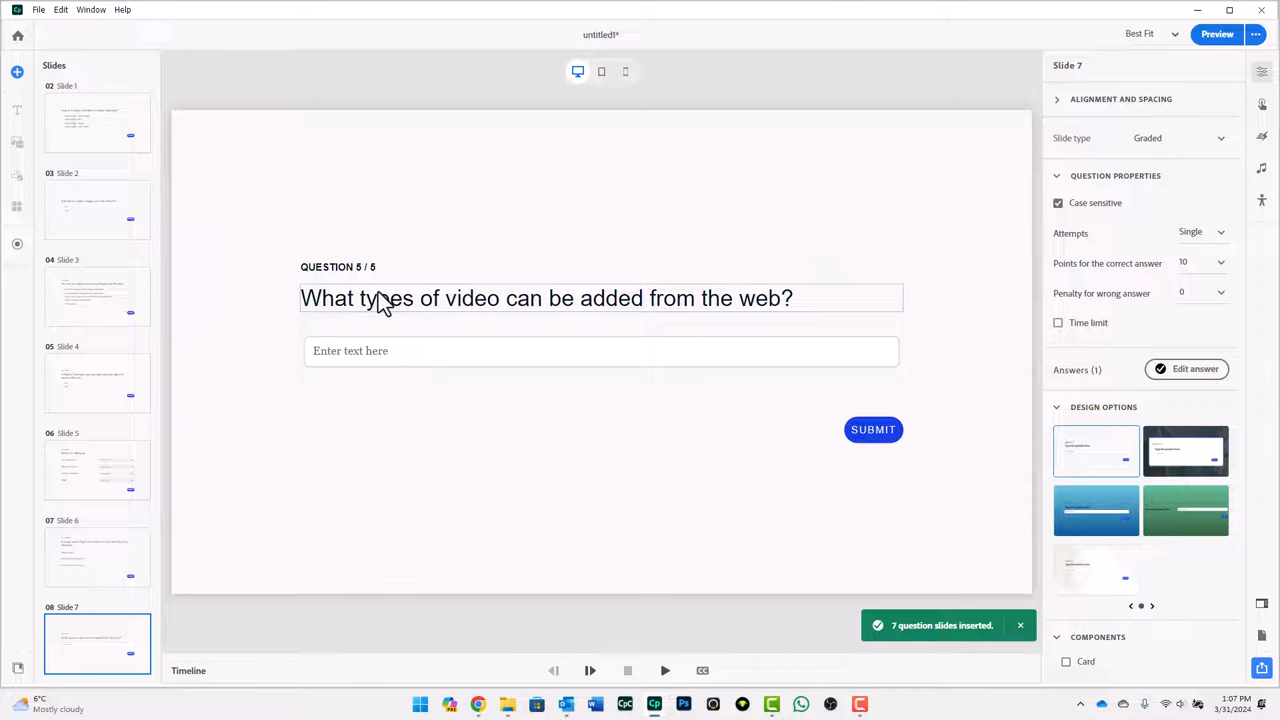 File Edit Window Help
untitled1*
Best Fit
Preview
Slides
02 Slide 1
03 Slide 2
04 Slide 3
05 Slide 4
06 Slide 5
07 Slide 6
08 Slide 7
QUESTION 5 / 5
What types of video can be added from the web?
Enter text here
SUBMIT
7 question slides inserted.
Timeline
Slide 7
ALIGNMENT AND SPACING
Slide type Graded
QUESTION PROPERTIES
Case sensitive
Attempts Single
Points for the correct answer 10
Penalty for wrong answer 0
Time limit
Answers (1) Edit answer
DESIGN OPTIONS
COMPONENTS
Card
6°C
Mostly cloudy
1:07 PM
3/31/2024